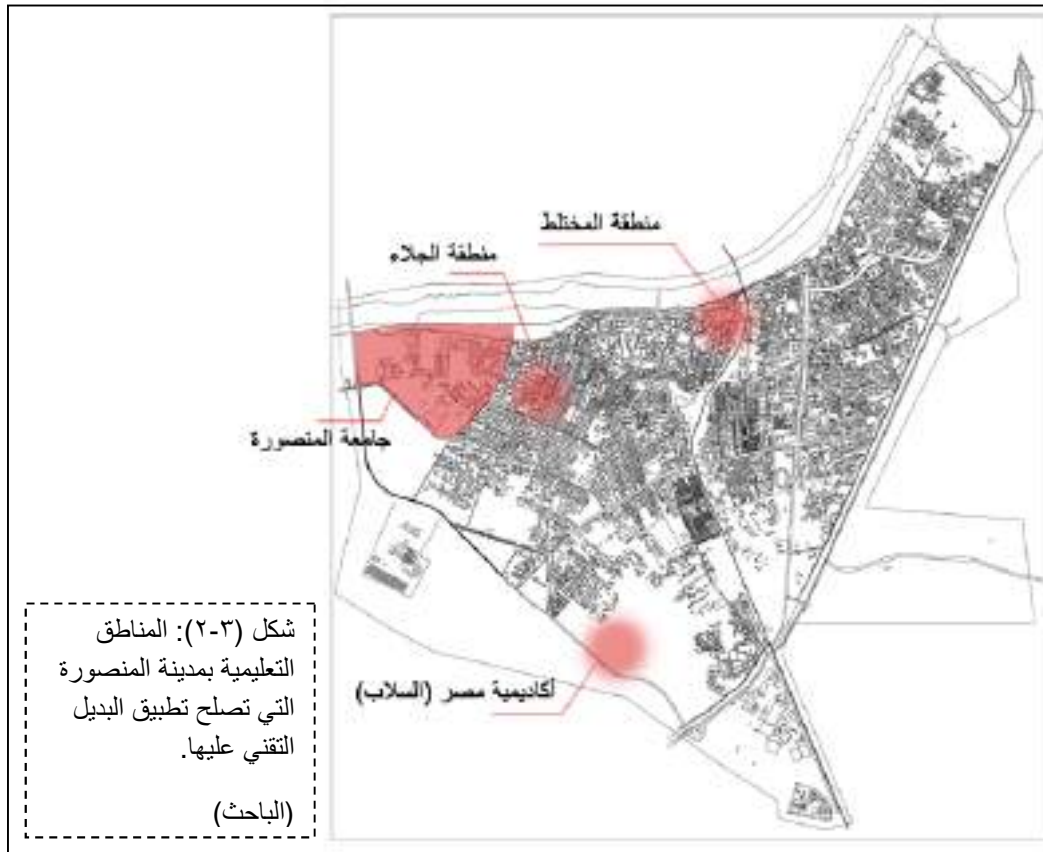 منطقة المختلط
منطقة الجلاء
جامعة المنصورة
أكاديمية مصر (السلاب)
شكل (٣-٢): المناطق
التعليمية بمدينة المنصورة
التي تصلح تطبيق البديل
التقني عليها.
(الباحث)